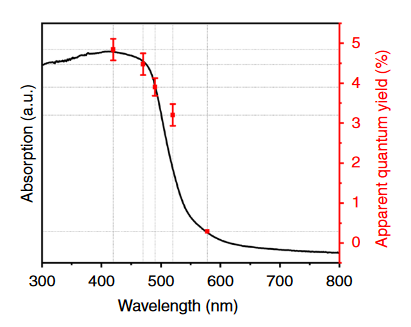 Absorption (a.u.)
5
4
3
2
1
0
Apparent quantum yield (%)
300 400 500 600 700 800
Wavelength (nm)